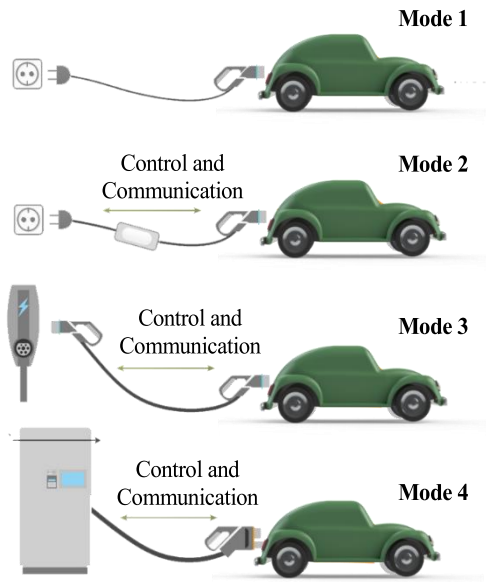 Mode 1
Control and
Communication
Mode 2
Control and
Communication
Mode 3
Control and
Communication
Mode 4